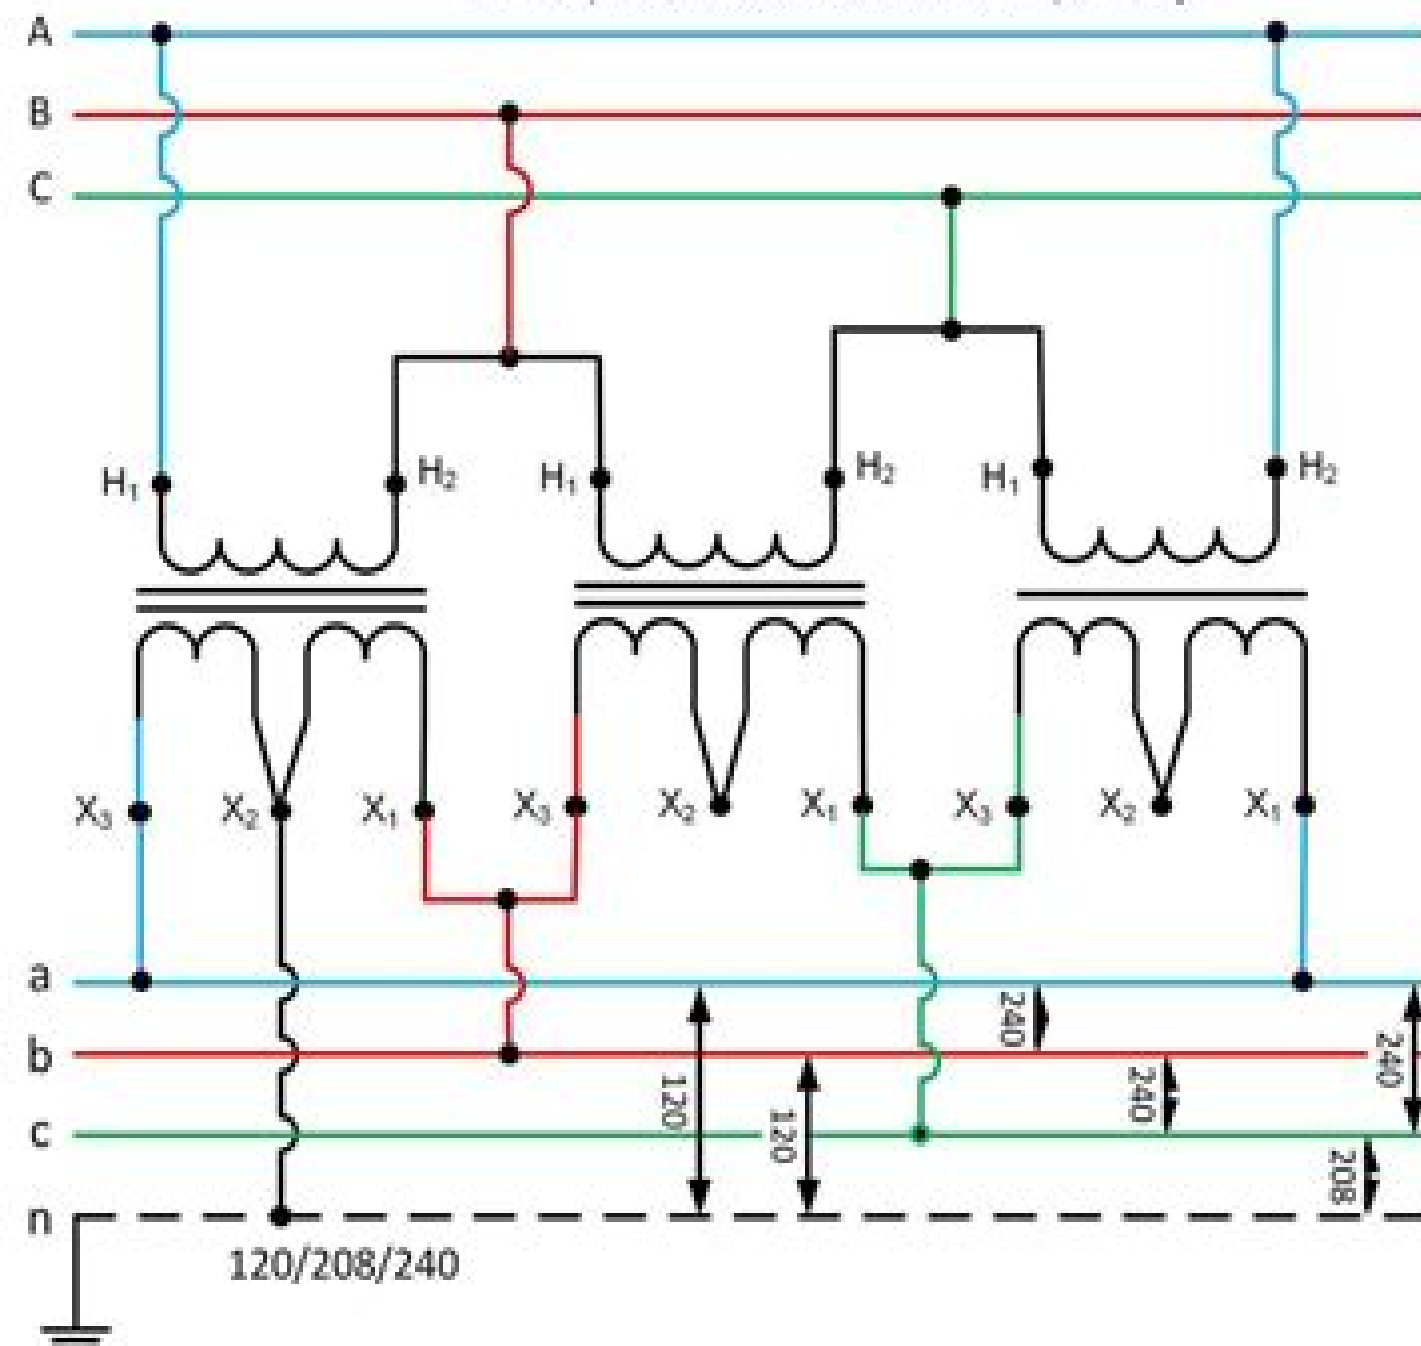 A
B
C
H₁ H₂ H₁ H₂ H₁ H₂
X₃ X₂ X₁ X₃ X₂ X₁ X₃ X₂ X₁
a
240
b
120
120
240
240
c
208
n
120/208/240